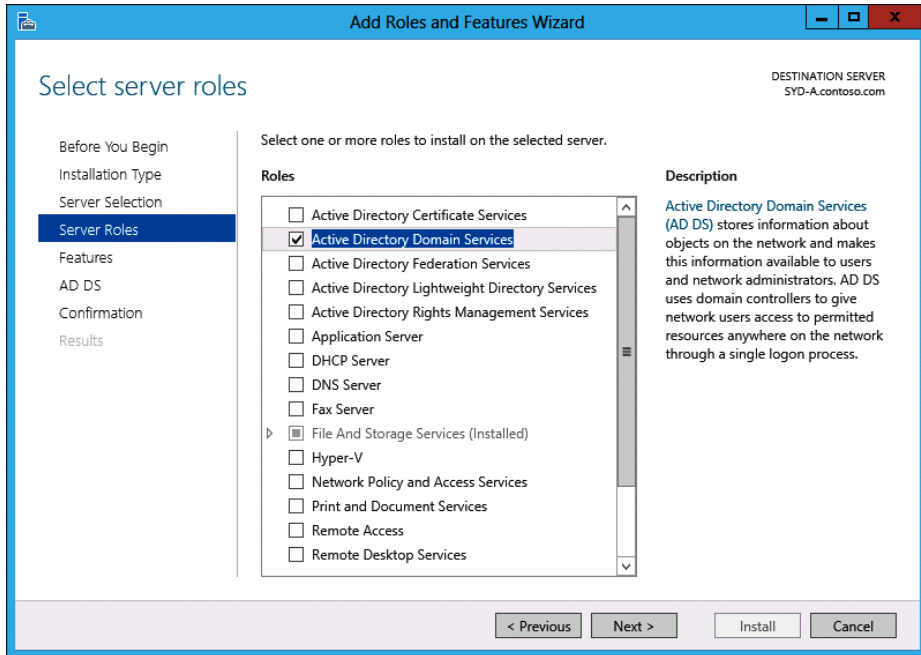 Add Roles and Features Wizard
Select server roles
DESTINATION SERVER
SYD-A.contoso.com
Before You Begin
Installation Type
Server Selection
Server Roles
Features
AD DS
Confirmation
Results
Select one or more roles to install on the selected server.
Roles
Active Directory Certificate Services
Active Directory Domain Services
Active Directory Federation Services
Active Directory Lightweight Directory Services
Active Directory Rights Management Services
Application Server
DHCP Server
DNS Server
Fax Server
File And Storage Services (Installed)
Hyper-V
Network Policy and Access Services
Print and Document Services
Remote Access
Remote Desktop Services
Description
Active Directory Domain Services
(AD DS) stores information about
objects on the network and makes
this information available to users
and network administrators. AD DS
uses domain controllers to give
network users access to permitted
resources anywhere on the network
through a single logon process.
< Previous
Next >
Install
Cancel